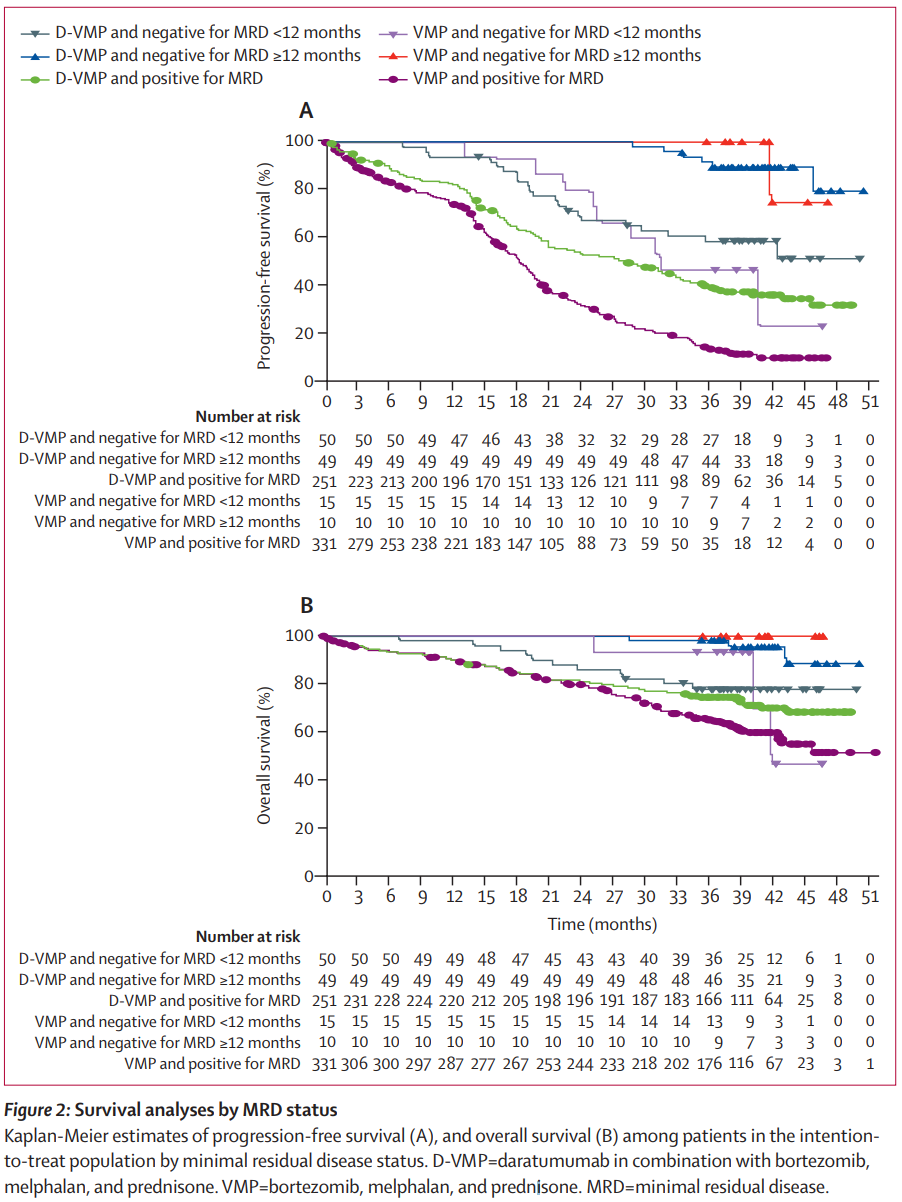 D-VMP and negative for MRD <12 months VMP and negative for MRD <12 months
D-VMP and negative for MRD ≥12 months VMP and negative for MRD ≥12 months
D-VMP and positive for MRD VMP and positive for MRD
A
Progression-free survival (%)
100
80
60
40
20
0
0 3 6 9 12 15 18 21 24 27 30 33 36 39 42 45 48 51
Number at risk
D-VMP and negative for MRD <12 months 50 50 50 49 47 46 43 38 32 32 29 28 27 18 9 3 1 0
D-VMP and negative for MRD ≥12 months 49 49 49 49 49 49 49 49 49 49 48 47 44 33 18 9 3 0
D-VMP and positive for MRD 251 223 213 200 196 170 151 133 126 121 111 98 89 62 36 14 5 0
VMP and negative for MRD <12 months 15 15 15 15 15 14 14 13 12 10 9 7 7 4 1 1 0 0
VMP and negative for MRD ≥12 months 10 10 10 10 10 10 10 10 10 10 10 10 9 7 2 2 0 0
VMP and positive for MRD 331 279 253 238 221 183 147 105 88 73 59 50 35 18 12 4 0 0
B
Overall survival (%)
100
80
60
40
20
0
0 3 6 9 12 15 18 21 24 27 30 33 36 39 42 45 48 51
Time (months)
Number at risk
D-VMP and negative for MRD <12 months 50 50 50 49 49 48 47 45 43 43 40 39 36 25 12 6 1 0
D-VMP and negative for MRD ≥12 months 49 49 49 49 49 49 49 49 49 49 48 48 46 35 21 9 3 0
D-VMP and positive for MRD 251 231 228 224 220 212 205 198 196 191 187 183 166 111 64 25 8 0
VMP and negative for MRD <12 months 15 15 15 15 15 15 15 15 15 14 14 14 13 9 3 1 0 0
VMP and negative for MRD ≥12 months 10 10 10 10 10 10 10 10 10 10 10 10 9 7 3 3 0 0
VMP and positive for MRD 331 306 300 297 287 277 267 253 244 233 218 202 176 116 67 23 3 1
Figure 2: Survival analyses by MRD status
Kaplan-Meier estimates of progression-free survival (A), and overall survival (B) among patients in the intention-
to-treat population by minimal residual disease status. D-VMP=daratumumab in combination with bortezomib,
melphalan, and prednisone. VMP=bortezomib, melphalan, and prednisone. MRD=minimal residual disease.